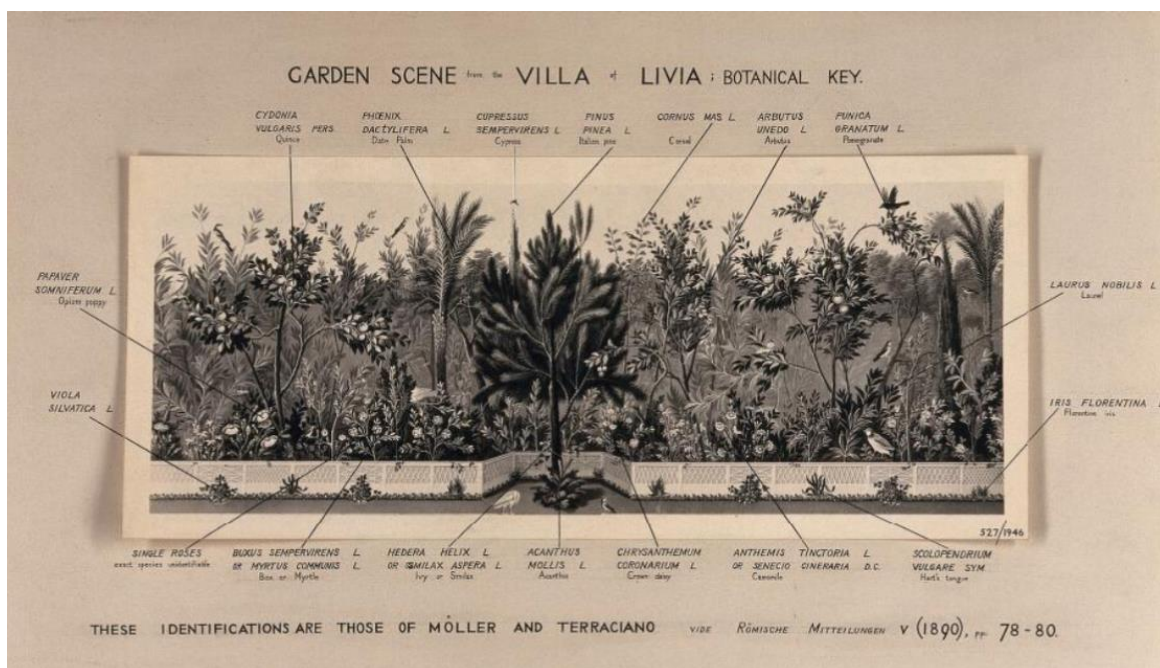 GARDEN SCENE from the VILLA of LIVIA ; BOTANICAL KEY.
CYDONIA
VULGARIS PERS.
Quince
PHŒNIX
DACTYLIFERA L.
Date Palm
CUPRESSUS
SEMPERVIRENS L
Cypress
PINUS
PINEA L
Italian pine
CORNUS MAS L.
Cornel
ARBUTUS
UNEDO L
Arbutus
PUNICA
GRANATUM L.
Pomegranate
PAPAVER
SOMNIFERUM L
Opium poppy
LAURUS NOBILIS L
Laurel
VIOLA
SILVATICA L.
IRIS FLORENTINA
Florentine iris
527/1946
SINGLE ROSES
exact species unidentifiable
BUXUS SEMPERVIRENS L.
OR MYRTUS COMMUNIS L.
Box or Myrtle
HEDERA HELIX L
OR SMILAX ASPERA L
Ivy or Smilax
ACANTHUS
MOLLIS L
Acanthus
CHRYSANTHEMUM
CORONARIUM L.
Crown daisy
ANTHEMIS TINCTORIA L.
OR SENECIO CINERARIA D.C.
Camomile
SCOLOPENDRIUM
VULGARE SYM
Hart's tongue
THESE IDENTIFICATIONS ARE THOSE OF MÖLLER AND TERRACIANO VIDE RÖMISCHE MITTEILUNGEN V (1890), PP 78-80.